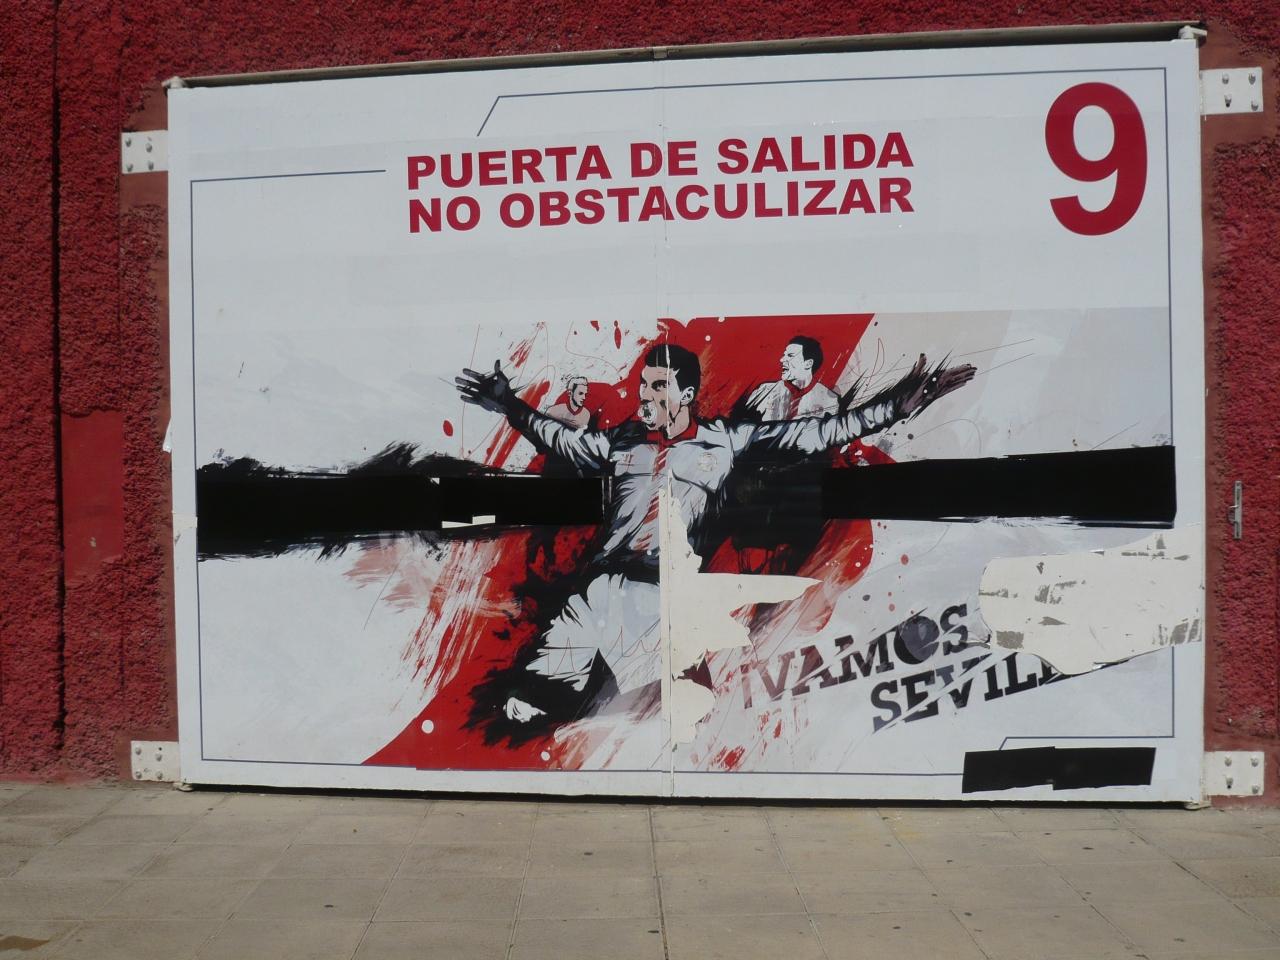 9
PUERTA DE SALIDA
NO OBSTACULIZAR
¡VAMOS